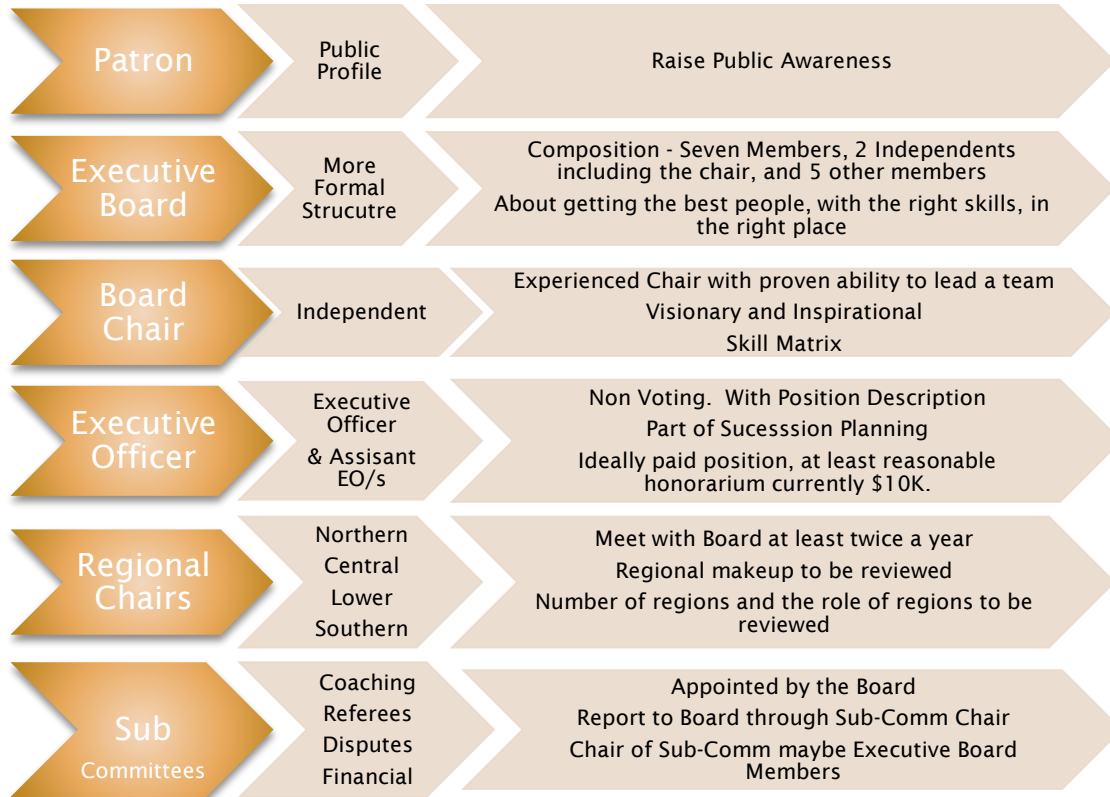 Patron
Public
Profile
Raise Public Awareness
Executive
Board
More
Formal
Strucutre
Composition - Seven Members, 2 Independents
including the chair, and 5 other members
About getting the best people, with the right skills, in
the right place
Board
Chair
Independent
Experienced Chair with proven ability to lead a team
Visionary and Inspirational
Skill Matrix
Executive
Officer
Executive
Officer
& Assisant
EO/s
Non Voting.  With Position Description
Part of Sucesssion Planning
Ideally paid position, at least reasonable
honorarium currently $10K.
Regional
Chairs
Northern
Central
Lower
Southern
Meet with Board at least twice a year
Regional makeup to be reviewed
Number of regions and the role of regions to be
reviewed
Sub
Committees
Coaching
Referees
Disputes
Financial
Appointed by the Board
Report to Board through Sub-Comm Chair
Chair of Sub-Comm maybe Executive Board
Members